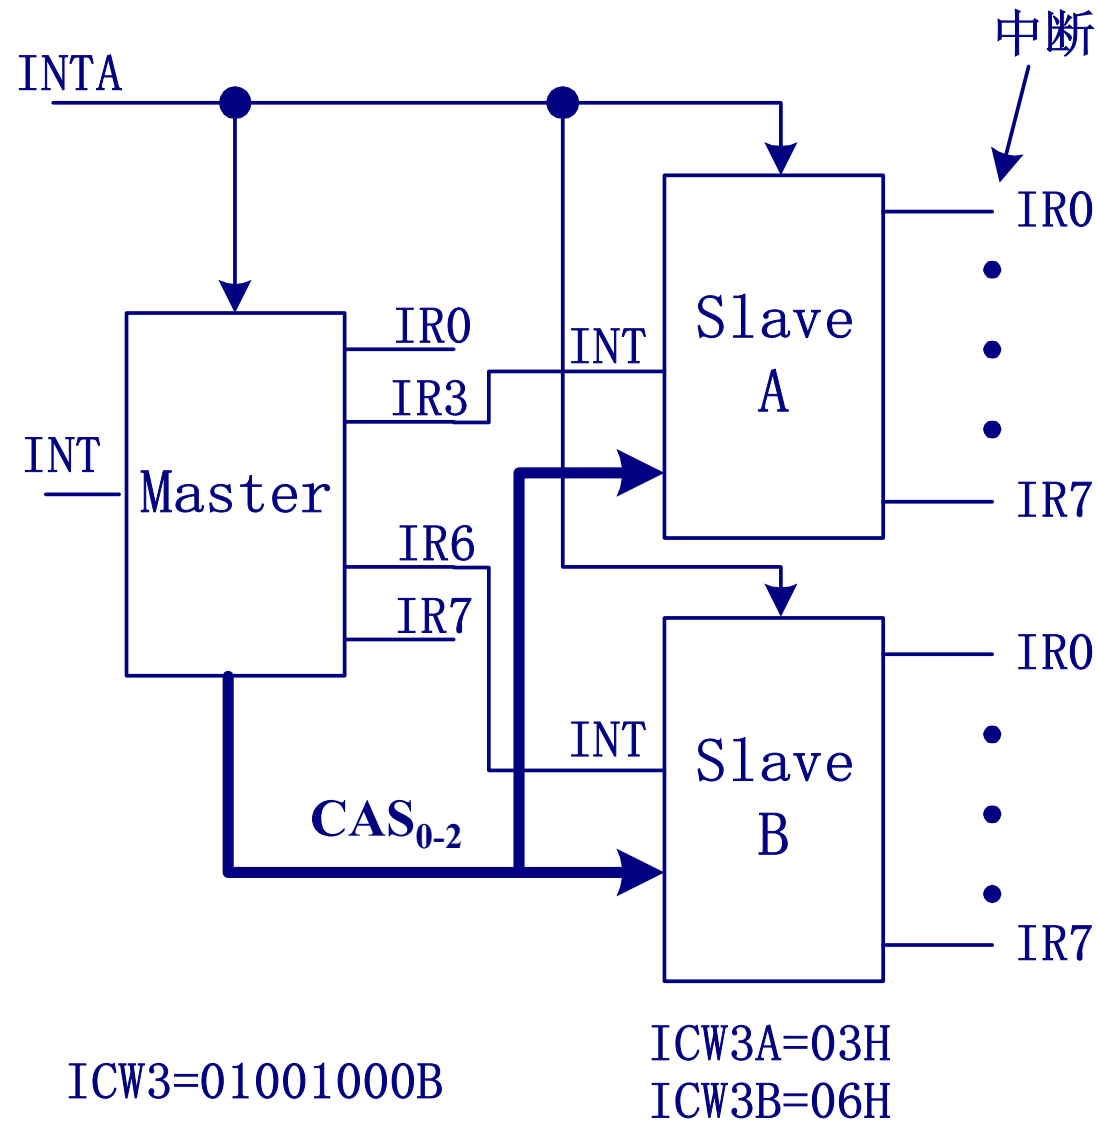 中断
INTA
IR0
IR0
Slave
A
INT
IR3
INT
Master
IR7
IR6
IR7
IR0
INT
Slave
B
CAS0-2
IR7
ICW3A=03H
ICW3=01001000B
ICW3B=06H